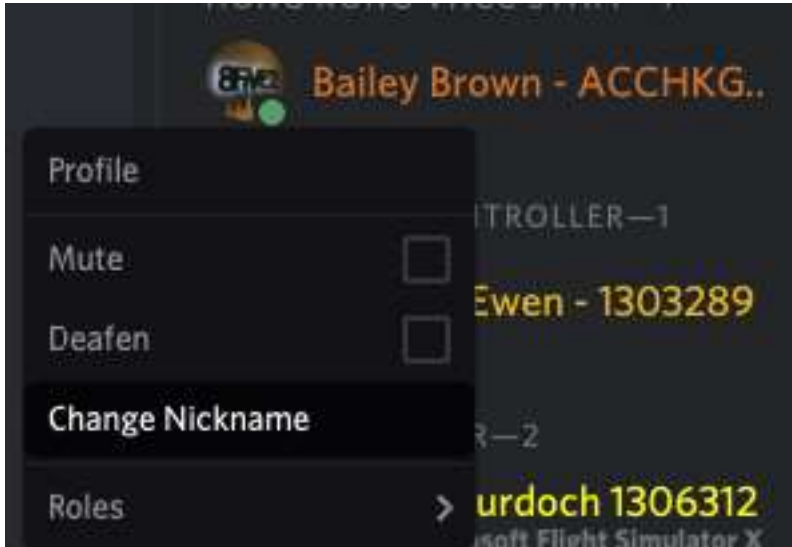 Bailey Brown - ACCHKG..
Profile
TROLLER—1
Mute
Ewen - 1303289
Deafen
Change Nickname
R—2
Roles
urdoch 1306312
soft Flight Simulator X